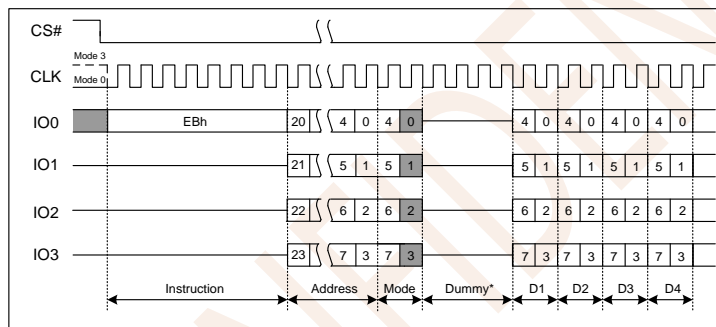 CS#
Mode 3
CLK
Mode 0
IO0 EBh 20 4 0 4 0 4 0 4 0 4 0 4 0
IO1 21 5 1 5 1 5 1 5 1 5 1 5 1
IO2 22 6 2 6 2 6 2 6 2 6 2 6 2
IO3 23 7 3 7 3 7 3 7 3 7 3 7 3
Instruction Address Mode Dummy* D1 D2 D3 D4